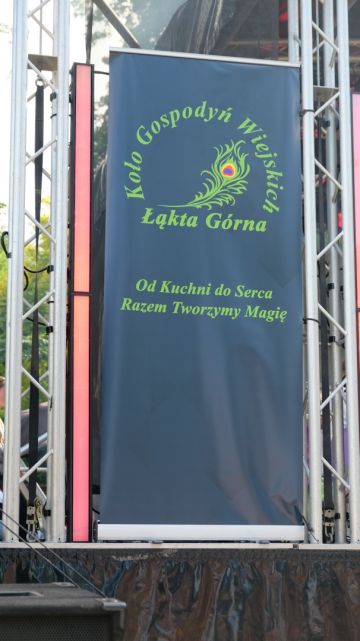 Koło Gospodyń Wiejskich
Łąkta Górna
Od Kuchni do Serca
Razem Tworzymy Magię